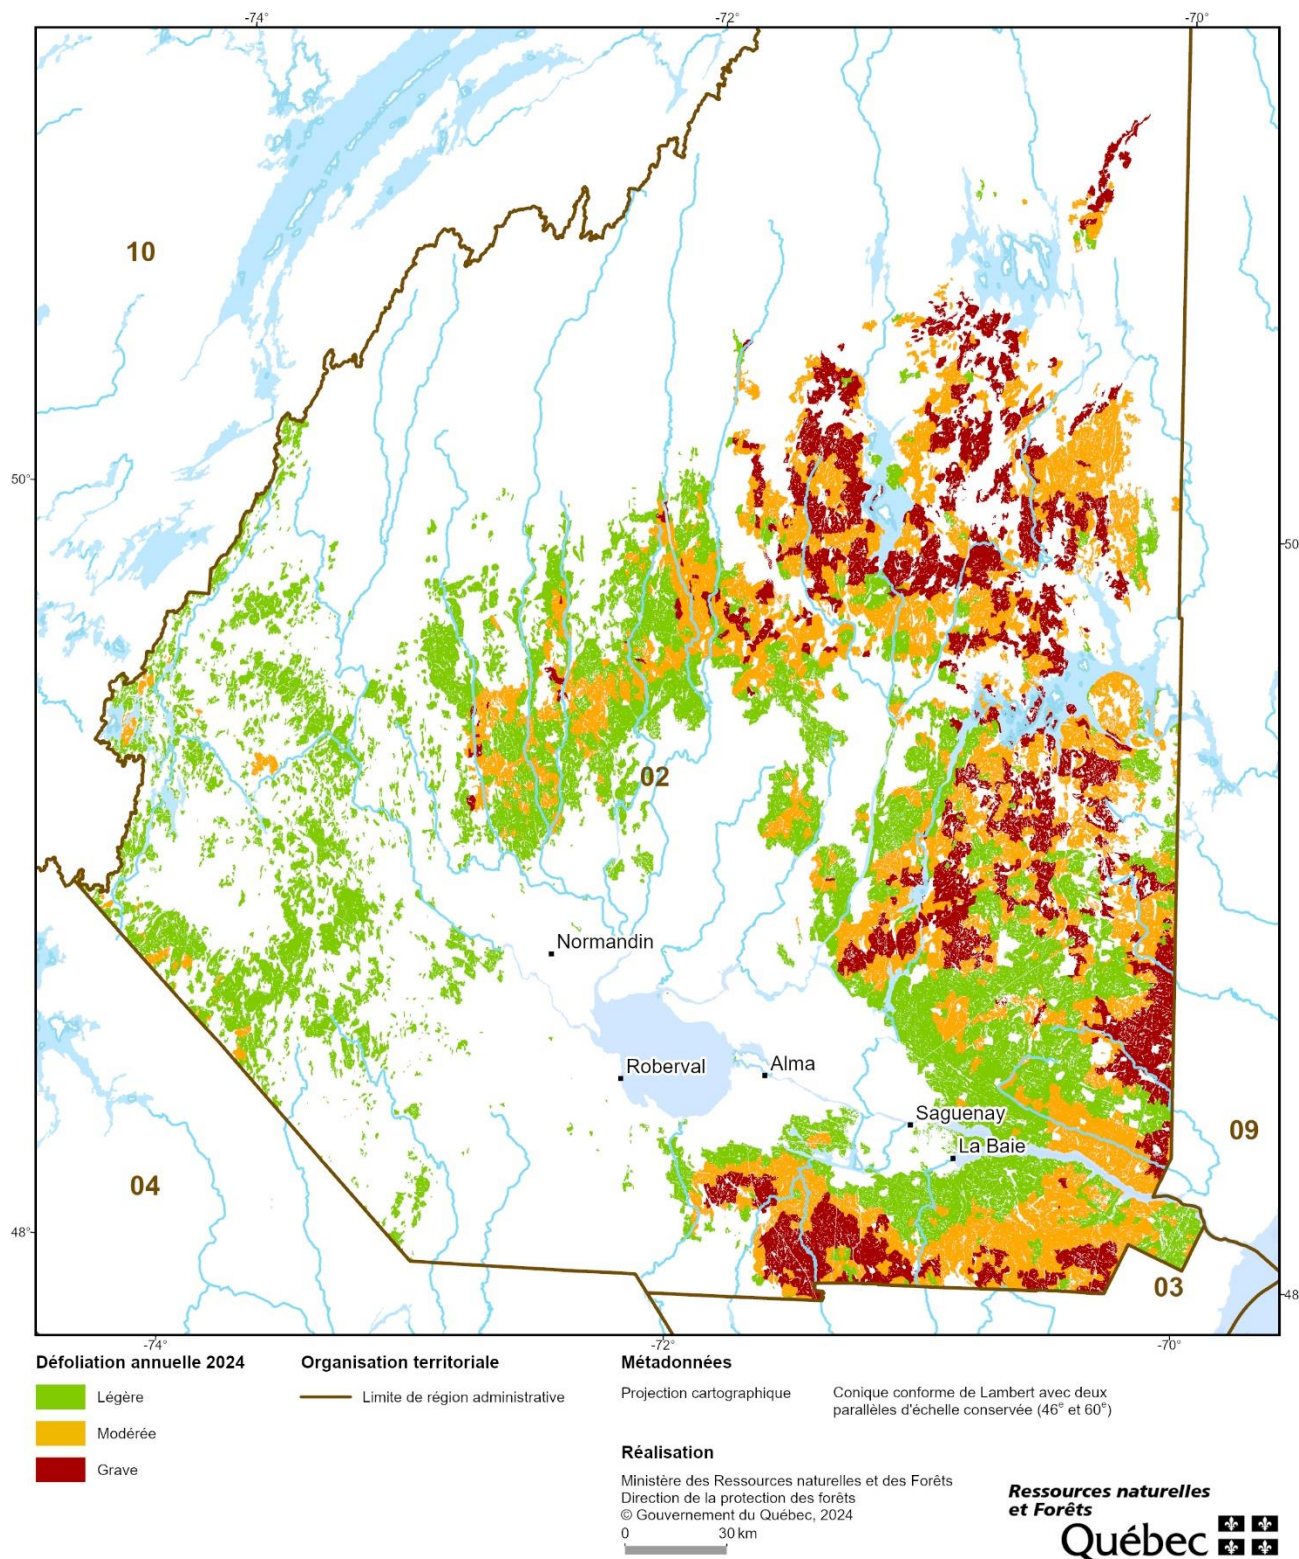 -74°
-72°
-70°
10
50°
50
02
Normandin
Roberval
Alma
Saguenay
La Baie
09
04
48°
03
48
-74°
-72°
-70°
Défoliation annuelle 2024
Légère
Modérée
Grave
Organisation territoriale
Limite de région administrative
Métadonnées
Projection cartographique
Conique conforme de Lambert avec deux
parallèles d'échelle conservée (46e et 60e)
Réalisation
Ministère des Ressources naturelles et des Forêts
Direction de la protection des forêts
© Gouvernement du Québec, 2024
0 30 km
Ressources naturelles
et Forêts
Québec